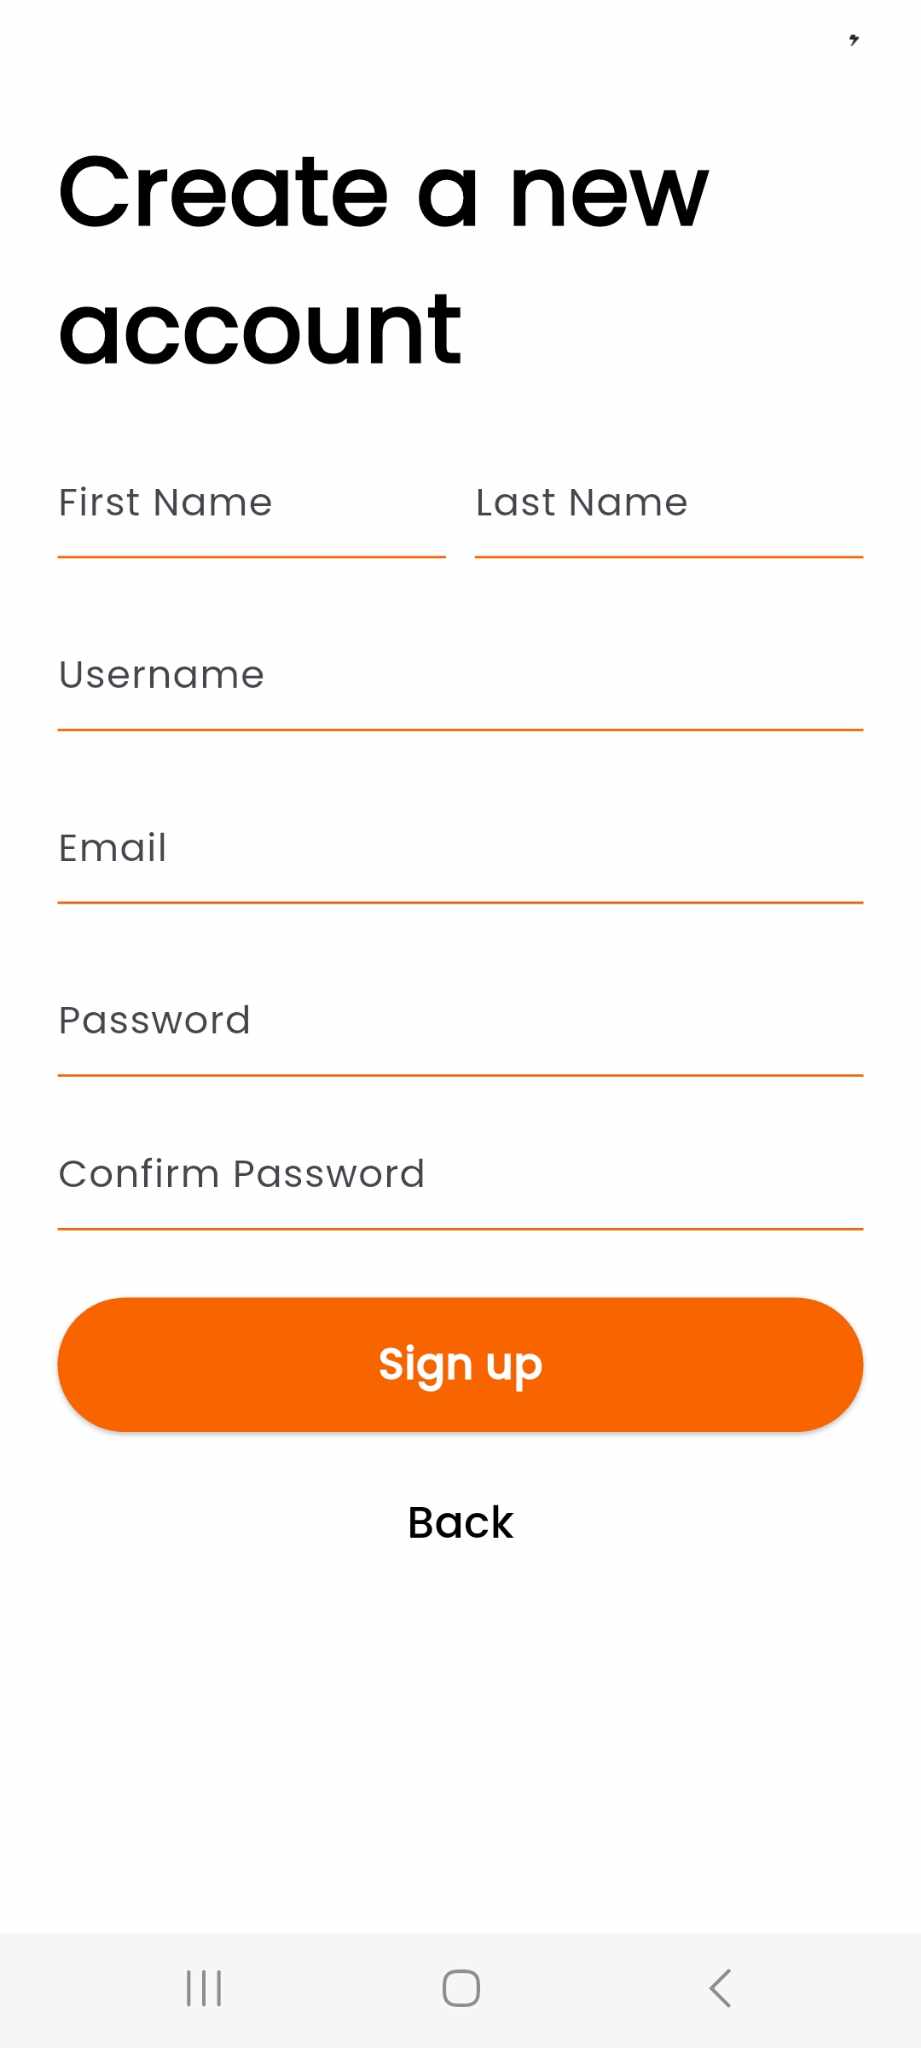 Create a new
account
First Name Last Name
Username
Email
Password
Confirm Password
Sign up
Back